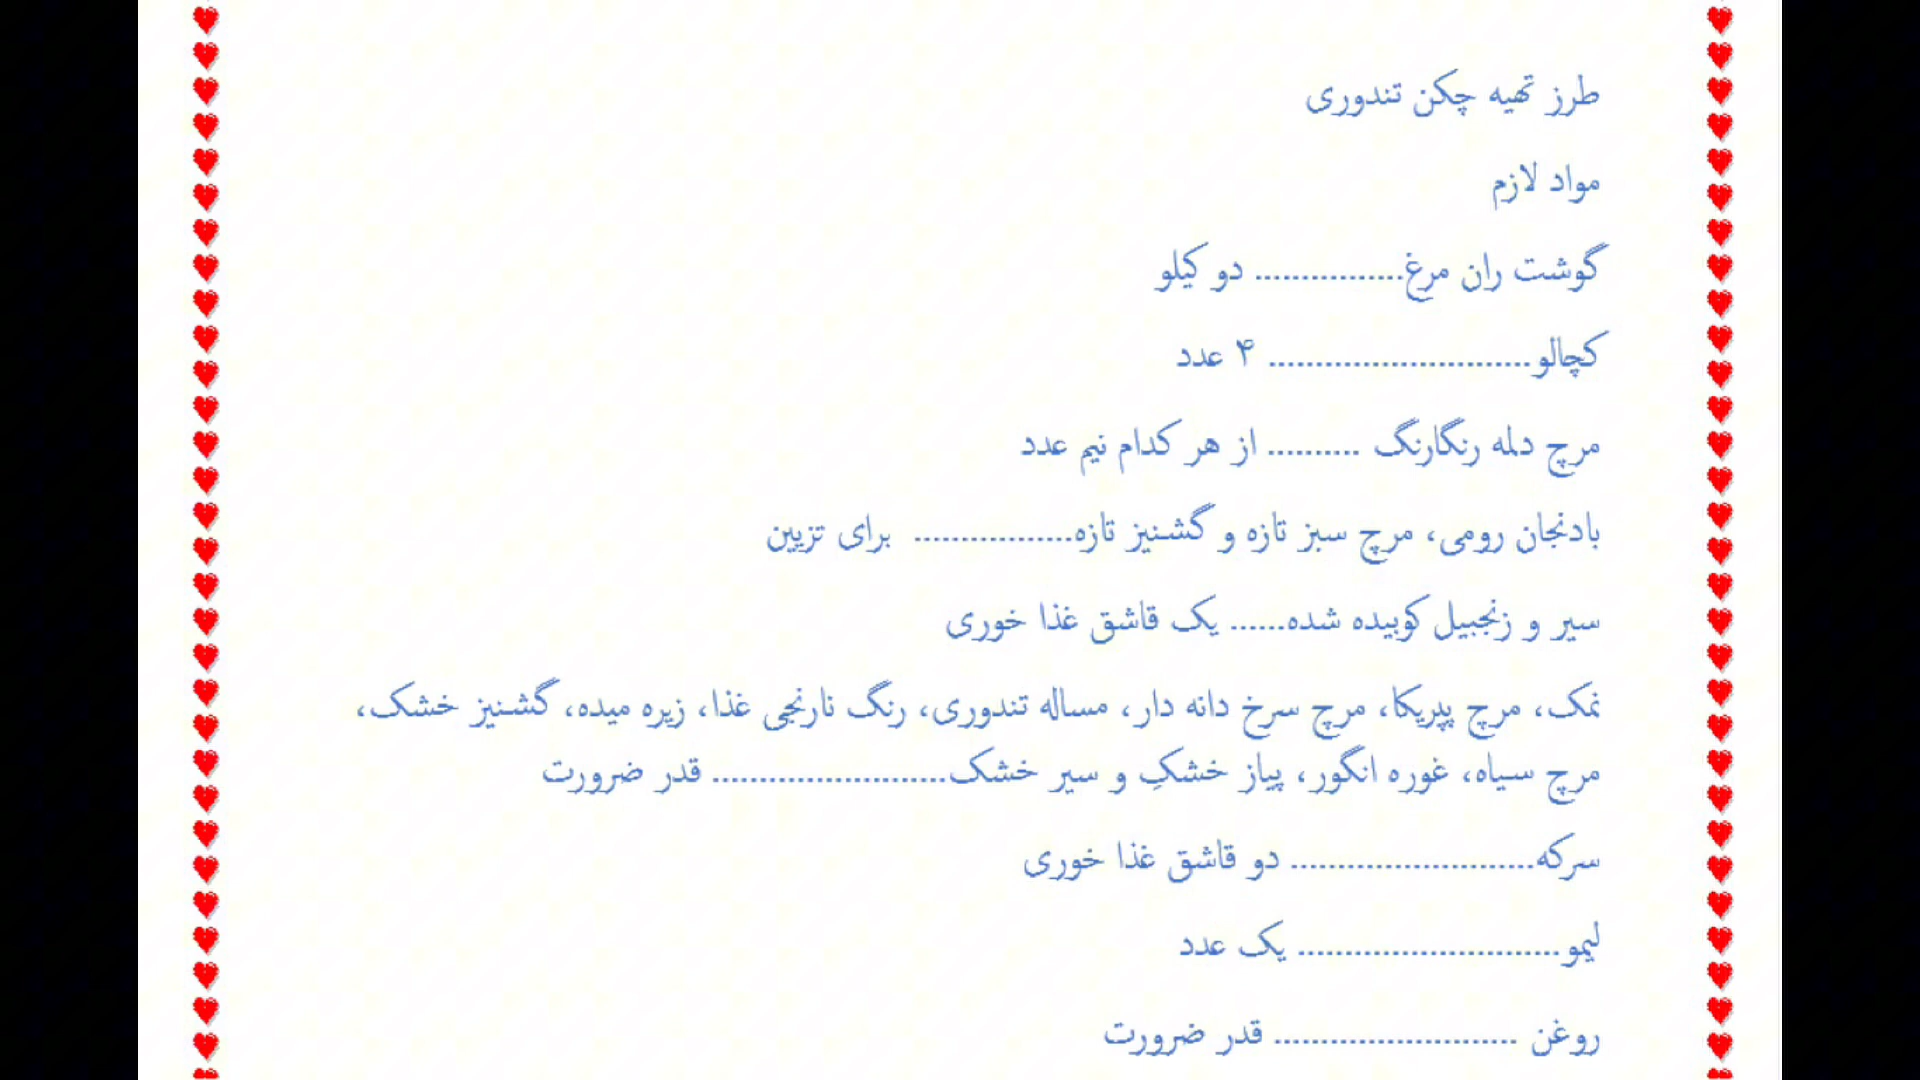 طرز تهیه چکن تندوری
مواد لازم
گوشت ران مرغ................ دو کیلو
کچالو............................ ۴ عدد
مرچ دلمه رنگارنگ .......... از هر کدام نیم عدد
بادنجان رومی، مرچ سبز تازه و گشنیز تازه................. برای تزیین
سیر و زنجبیل کوبیده شده...... یک قاشق غذا خوری
نمک، مرچ پپریکا، مرچ سرخ دانه دار، مساله تندوری، رنگ نارنجی غذا، زیره میده، گشنیز خشک،
مرچ سیاه، غوره انگور، پیاز خشکِ و سیر خشک......................... قدر ضرورت
سرکه.......................... دو قاشق غذا خوری
لیمو............................ یک عدد
روغن .......................... قدر ضرورت